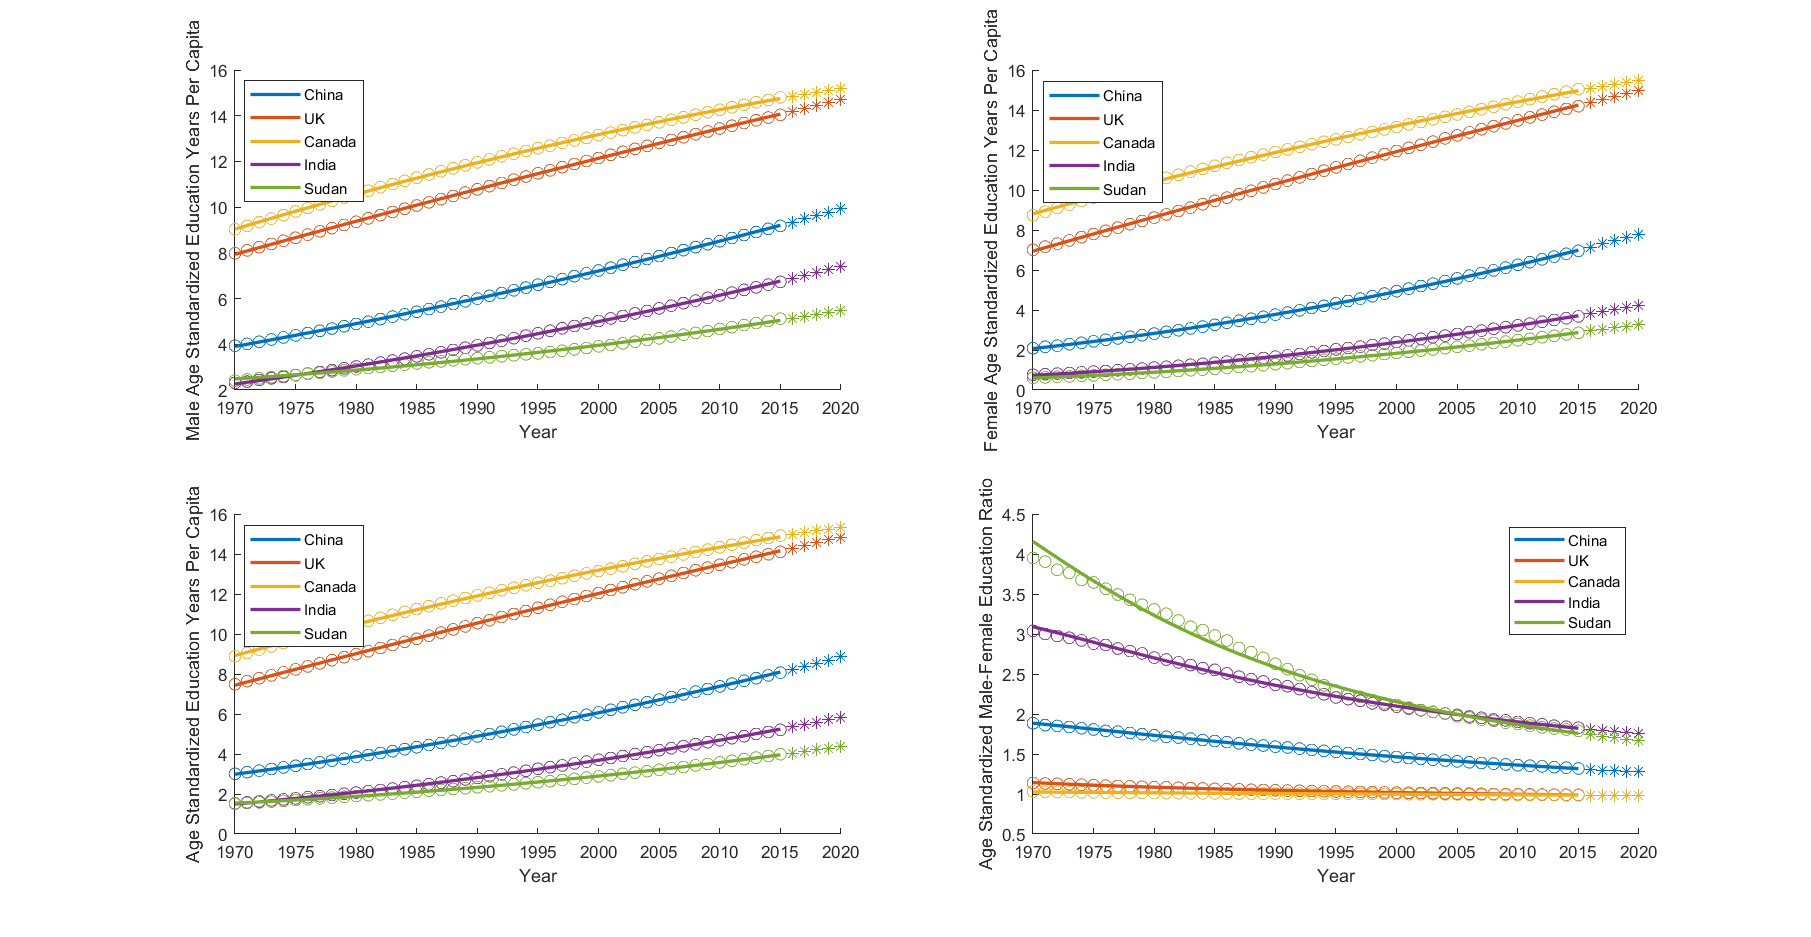 Male Age Standardized Education Years Per Capita
16
14
12
10
8
6
4
2
China
UK
Canada
India
Sudan
1970 1975 1980 1985 1990 1995 2000 2005 2010 2015 2020
Year
Female Age Standardized Education Years Per Capita
16
14
12
10
8
6
4
2
0
China
UK
Canada
India
Sudan
1970 1975 1980 1985 1990 1995 2000 2005 2010 2015 2020
Year
Age Standardized Education Years Per Capita
16
14
12
10
8
6
4
2
0
China
UK
Canada
India
Sudan
1970 1975 1980 1985 1990 1995 2000 2005 2010 2015 2020
Year
Age Standardized Male-Female Education Ratio
4.5
4
3.5
3
2.5
2
1.5
1
0.5
China
UK
Canada
India
Sudan
1970 1975 1980 1985 1990 1995 2000 2005 2010 2015 2020
Year